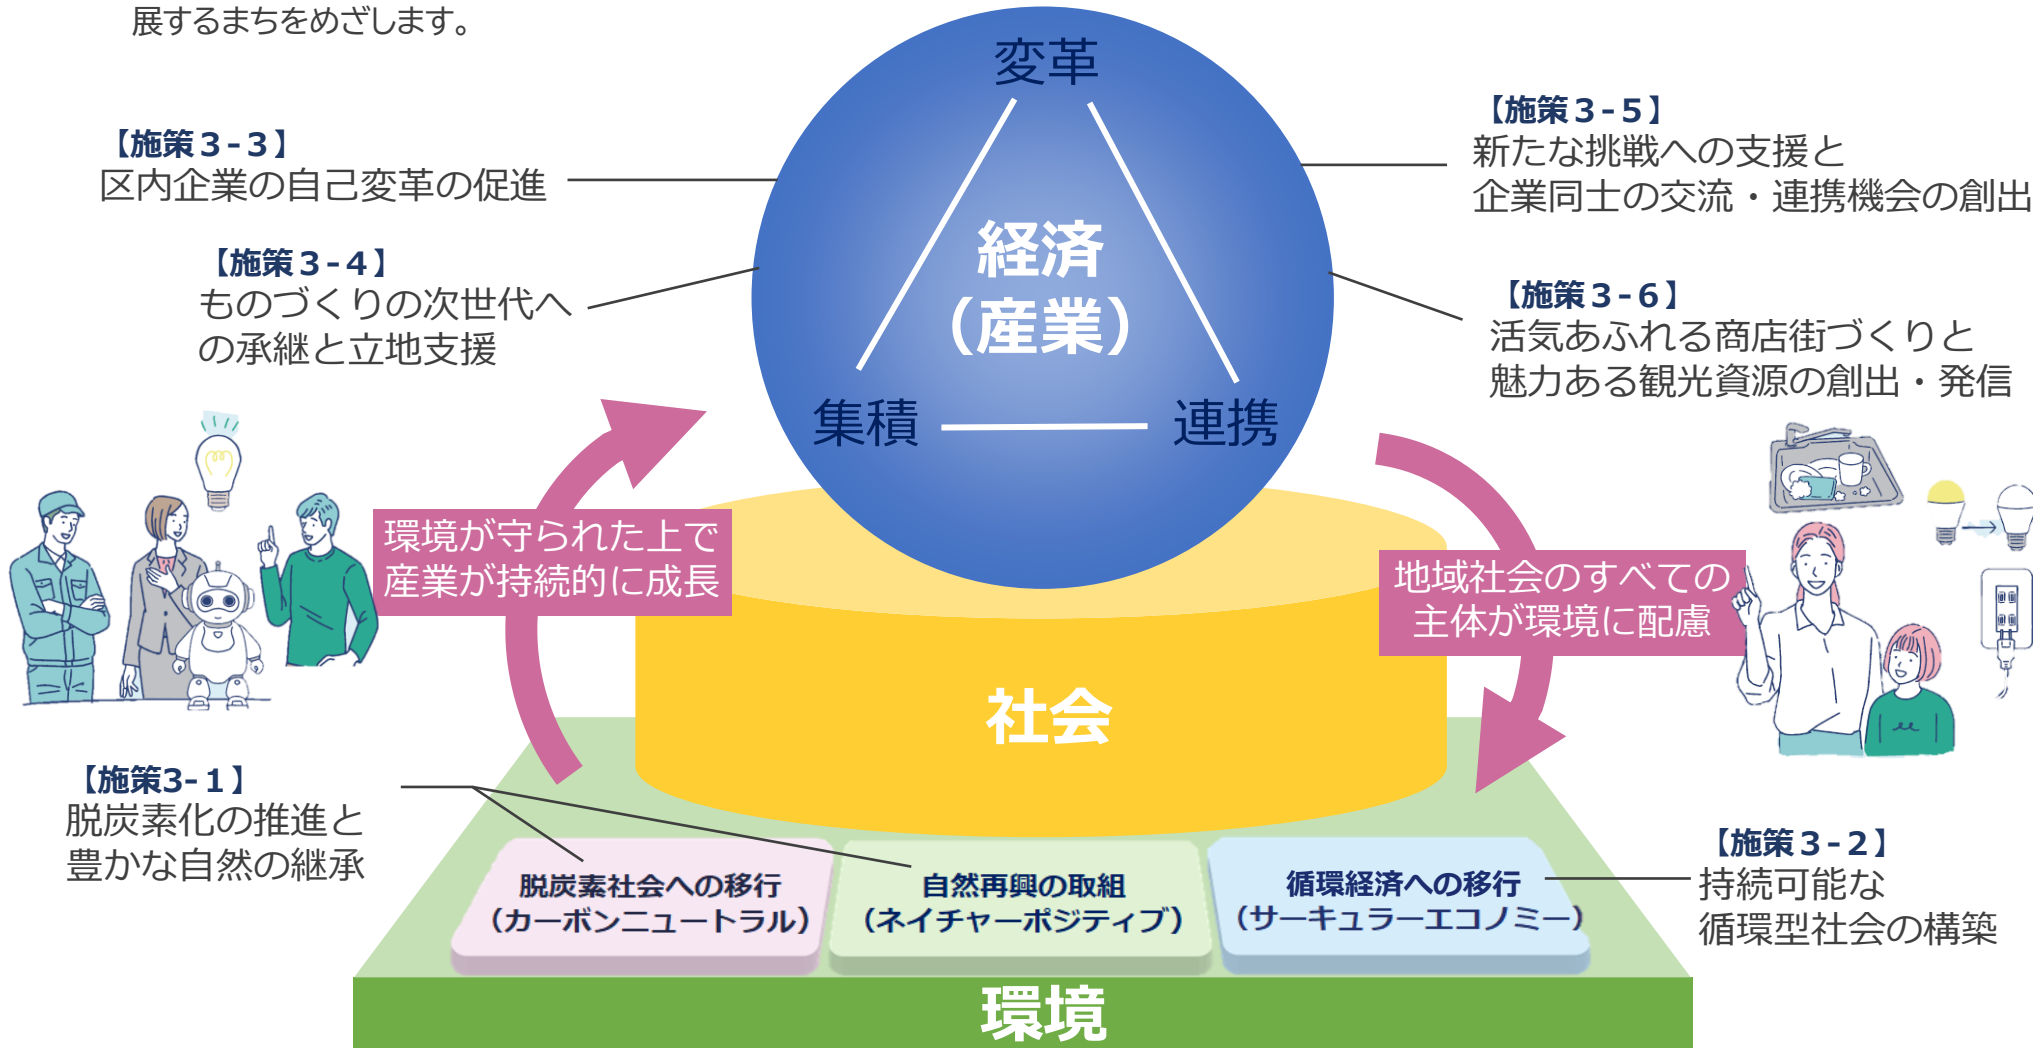 展するまちをめざします。
変革
【施策３-３】
区内企業の自己変革の促進
【施策３-５】
新たな挑戦への支援と
企業同士の交流・連携機会の創出
経済
（産業）
【施策３-４】
ものづくりの次世代へ
の承継と立地支援
【施策３-６】
活気あふれる商店街づくりと
魅力ある観光資源の創出・発信
集積
連携
環境が守られた上で
産業が持続的に成長
地域社会のすべての
主体が環境に配慮
社会
【施策3-１】
脱炭素化の推進と
豊かな自然の継承
脱炭素社会への移行
（カーボンニュートラル）
自然再興の取組
（ネイチャーポジティブ）
循環経済への移行
（サーキュラーエコノミー）
【施策３-２】
持続可能な
循環型社会の構築
環境